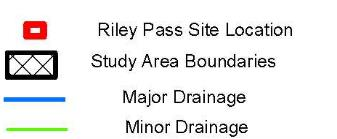 Riley Pass Site Location
Study Area Boundaries
Major Drainage
Minor Drainage